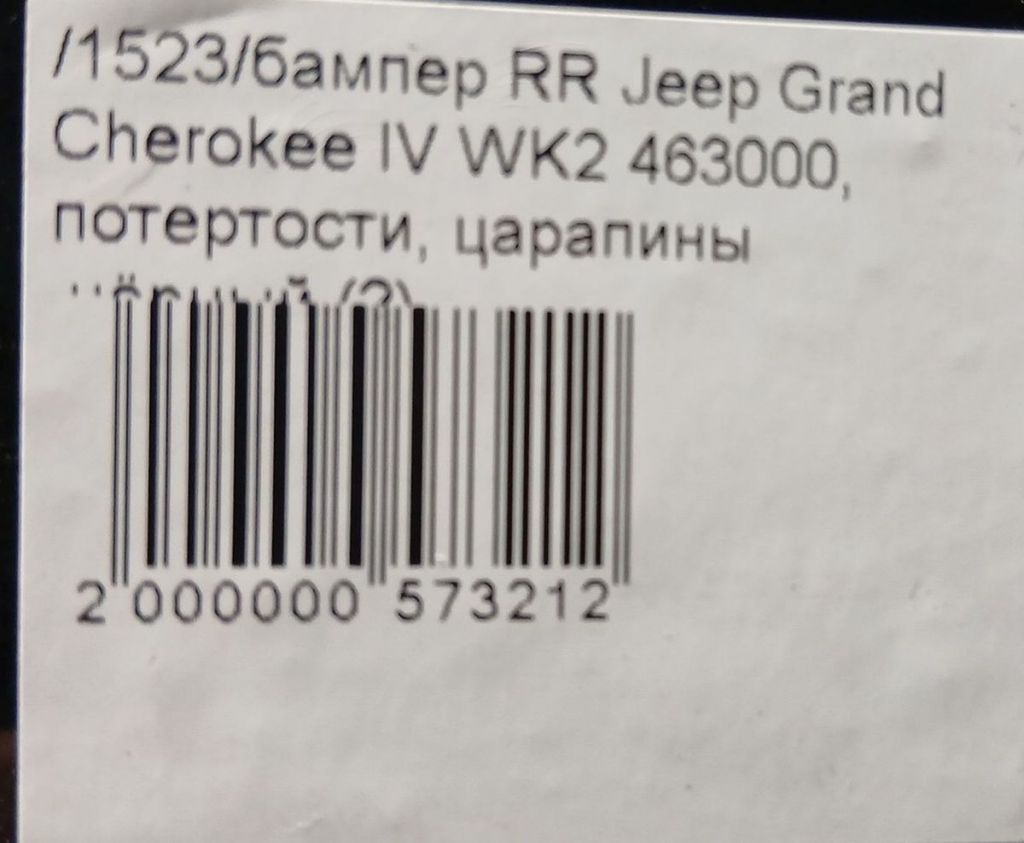 /1523/бампер RR Jeep Grand
Cherokee IV WK2 463000,
потертости, царапины
2 000000 573212